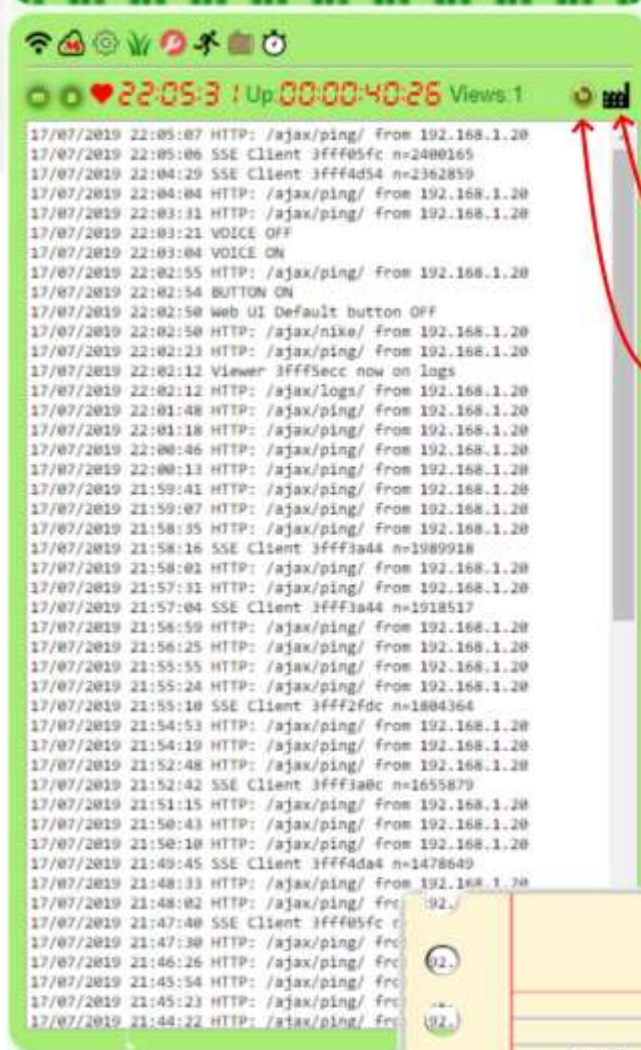 22:05:31 Up:00:00:40:26 Views:1
17/07/2019 22:05:07 HTTP: /ajax/ping/ from 192.168.1.20
17/07/2019 22:05:06 SSE Client 3fff05fc n=2400165
17/07/2019 22:04:29 SSE Client 3fff4d54 n=2362859
17/07/2019 22:04:04 HTTP: /ajax/ping/ from 192.168.1.20
17/07/2019 22:03:31 HTTP: /ajax/ping/ from 192.168.1.20
17/07/2019 22:03:21 VOICE OFF
17/07/2019 22:03:04 VOICE ON
17/07/2019 22:02:55 HTTP: /ajax/ping/ from 192.168.1.20
17/07/2019 22:02:54 BUTTON ON
17/07/2019 22:02:50 Web UI Default button OFF
17/07/2019 22:02:50 HTTP: /ajax/nike/ from 192.168.1.20
17/07/2019 22:02:23 HTTP: /ajax/ping/ from 192.168.1.20
17/07/2019 22:02:12 Viewer 3fff5ecc now on logs
17/07/2019 22:02:12 HTTP: /ajax/logs/ from 192.168.1.20
17/07/2019 22:01:48 HTTP: /ajax/ping/ from 192.168.1.20
17/07/2019 22:01:18 HTTP: /ajax/ping/ from 192.168.1.20
17/07/2019 22:00:46 HTTP: /ajax/ping/ from 192.168.1.20
17/07/2019 22:00:13 HTTP: /ajax/ping/ from 192.168.1.20
17/07/2019 21:59:41 HTTP: /ajax/ping/ from 192.168.1.20
17/07/2019 21:59:07 HTTP: /ajax/ping/ from 192.168.1.20
17/07/2019 21:58:35 HTTP: /ajax/ping/ from 192.168.1.20
17/07/2019 21:58:16 SSE Client 3fff3a44 n=1989918
17/07/2019 21:58:01 HTTP: /ajax/ping/ from 192.168.1.20
17/07/2019 21:57:31 HTTP: /ajax/ping/ from 192.168.1.20
17/07/2019 21:57:04 SSE Client 3fff3a44 n=1918517
17/07/2019 21:56:59 HTTP: /ajax/ping/ from 192.168.1.20
17/07/2019 21:56:25 HTTP: /ajax/ping/ from 192.168.1.20
17/07/2019 21:55:55 HTTP: /ajax/ping/ from 192.168.1.20
17/07/2019 21:55:24 HTTP: /ajax/ping/ from 192.168.1.20
17/07/2019 21:55:10 SSE Client 3fff2fdc n=1804364
17/07/2019 21:54:53 HTTP: /ajax/ping/ from 192.168.1.20
17/07/2019 21:54:19 HTTP: /ajax/ping/ from 192.168.1.20
17/07/2019 21:52:48 HTTP: /ajax/ping/ from 192.168.1.20
17/07/2019 21:52:42 SSE Client 3fff3a0c n=1655879
17/07/2019 21:51:15 HTTP: /ajax/ping/ from 192.168.1.20
17/07/2019 21:50:43 HTTP: /ajax/ping/ from 192.168.1.20
17/07/2019 21:50:10 HTTP: /ajax/ping/ from 192.168.1.20
17/07/2019 21:49:45 SSE Client 3fff4da4 n=1478649
17/07/2019 21:48:33 HTTP: /ajax/ping/ from 192.168.1.20
17/07/2019 21:48:02 HTTP: /ajax/ping/ fro 192.
17/07/2019 21:47:40 SSE Client 3fff05fc
17/07/2019 21:47:30 HTTP: /ajax/ping/ fro
17/07/2019 21:46:26 HTTP: /ajax/ping/ fro 92.
17/07/2019 21:45:54 HTTP: /ajax/ping/ fro
17/07/2019 21:45:23 HTTP: /ajax/ping/ fro
17/07/2019 21:44:22 HTTP: /ajax/ping/ fro 92.